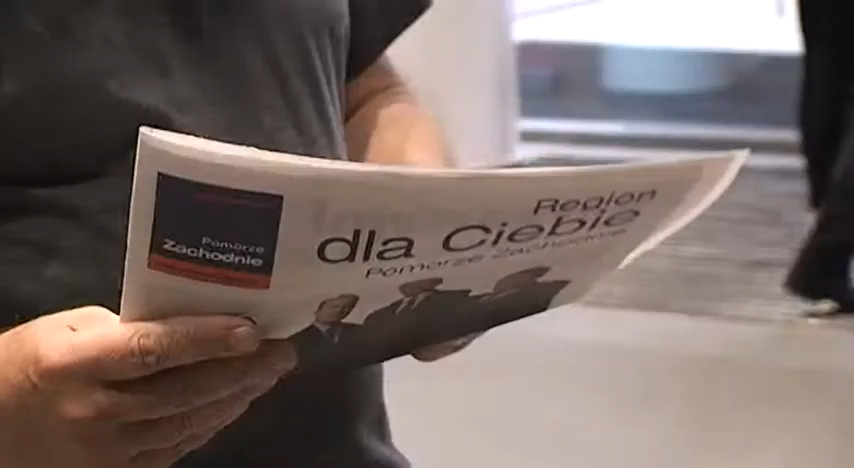 Pomorze
Zachodnie
Region
dla Ciebie
Pomorze Zachodnie